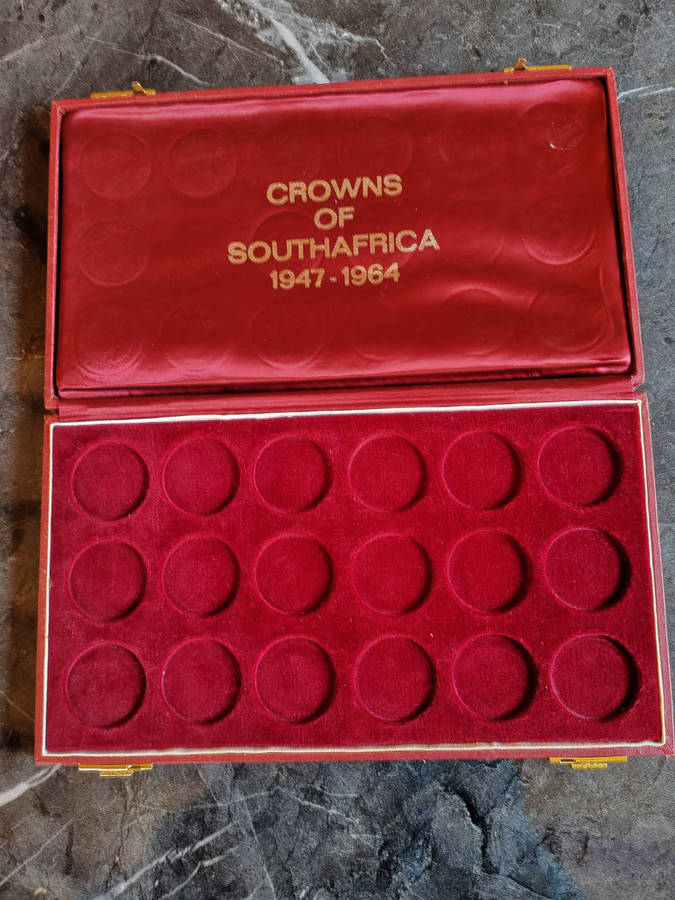 CROWNS
OF
SOUTHAFRICA
1947-1964